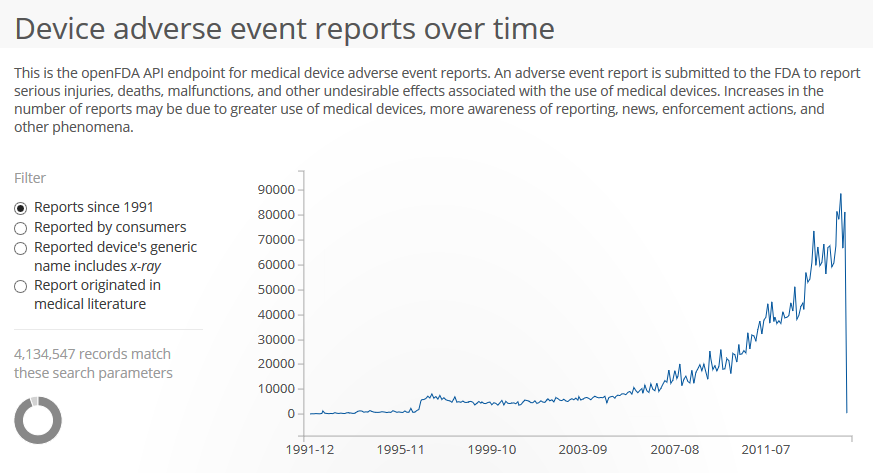 Device adverse event reports over time
This is the openFDA API endpoint for medical device adverse event reports. An adverse event report is submitted to the FDA to report
serious injuries, deaths, malfunctions, and other undesirable effects associated with the use of medical devices. Increases in the
number of reports may be due to greater use of medical devices, more awareness of reporting, news, enforcement actions, and
other phenomena.
Filter
Reports since 1991
Reported by consumers
Reported device's generic
name includes x-ray
Report originated in
medical literature
4,134,547 records match
these search parameters
90000
80000
70000
60000
50000
40000
30000
20000
10000
0
1991-12 1995-11 1999-10 2003-09 2007-08 2011-07